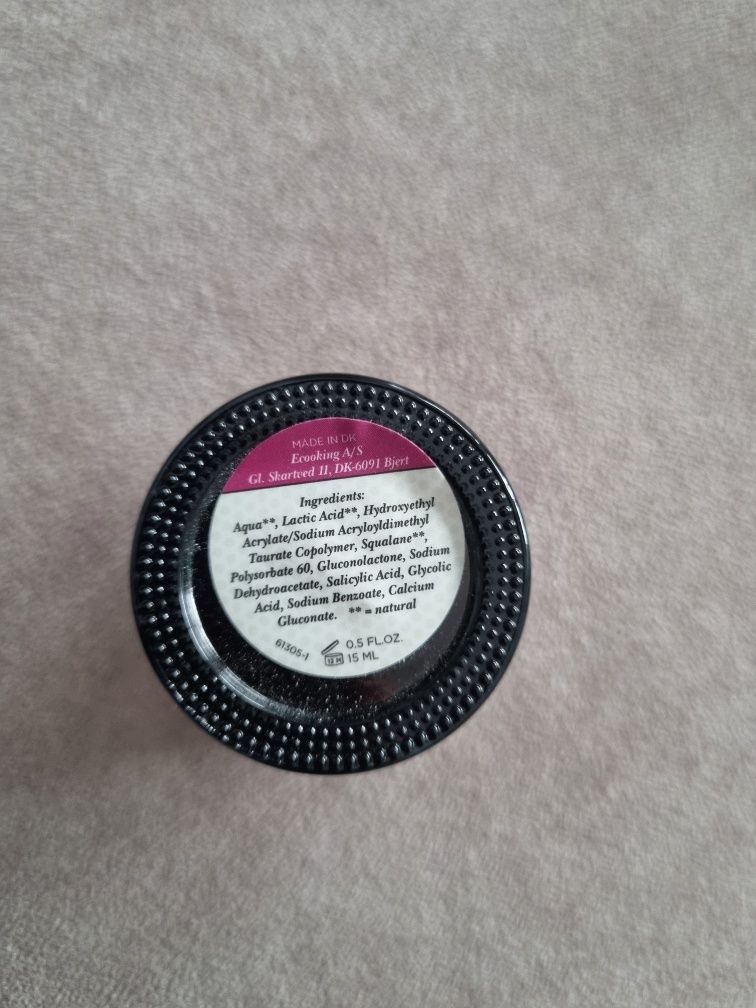 MADE IN DK
Ecooking A/S
Gl. Skartved 11, DK-6091 Bjert
Ingredients:
Aqua**, Lactic Acid**, Hydroxyethyl
Acrylate/Sodium Acryloyldimethyl
Taurate Copolymer, Squalane**,
Polysorbate 60, Gluconolactone, Sodium
Dehydroacetate, Salicylic Acid, Glycolic
Acid, Sodium Benzoate, Calcium
Gluconate. ** = natural
61305-1
12 M
0.5 FL.OZ.
15 ML